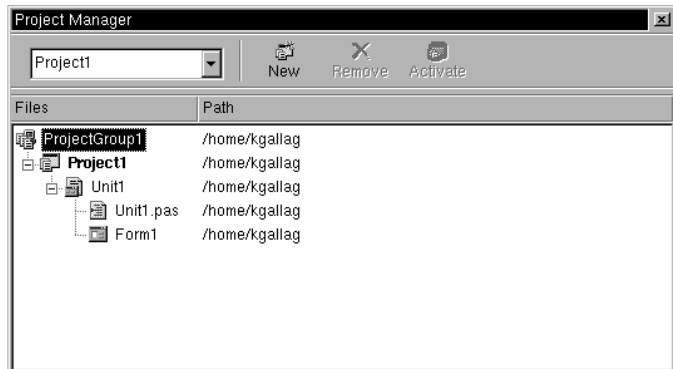 Project Manager
Project1
New Remove Activate
Files Path
ProjectGroup1 /home/kgallag
Project1 /home/kgallag
Unit1 /home/kgallag
Unit1.pas /home/kgallag
Form1 /home/kgallag